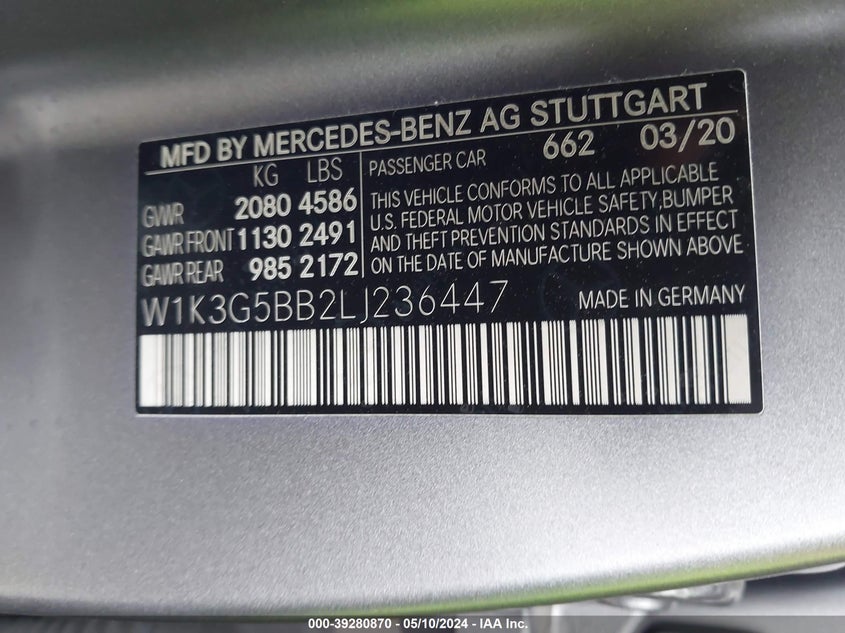 MFD BY MERCEDES-BENZ AG STUTTGART
KG LBS
GVWR 2080 4586
GAWR FRONT 1130 2491
GAWR REAR 985 2172
PASSENGER CAR 662 03/20
THIS VEHICLE CONFORMS TO ALL APPLICABLE
U.S. FEDERAL MOTOR VEHICLE SAFETY, BUMPER
AND THEFT PREVENTION STANDARDS IN EFFECT
ON THE DATE OF MANUFACTURE SHOWN ABOVE
W1K3G5BB2LJ236447 MADE IN GERMANY
000-39280870 - 05/10/2024 - IAA Inc.